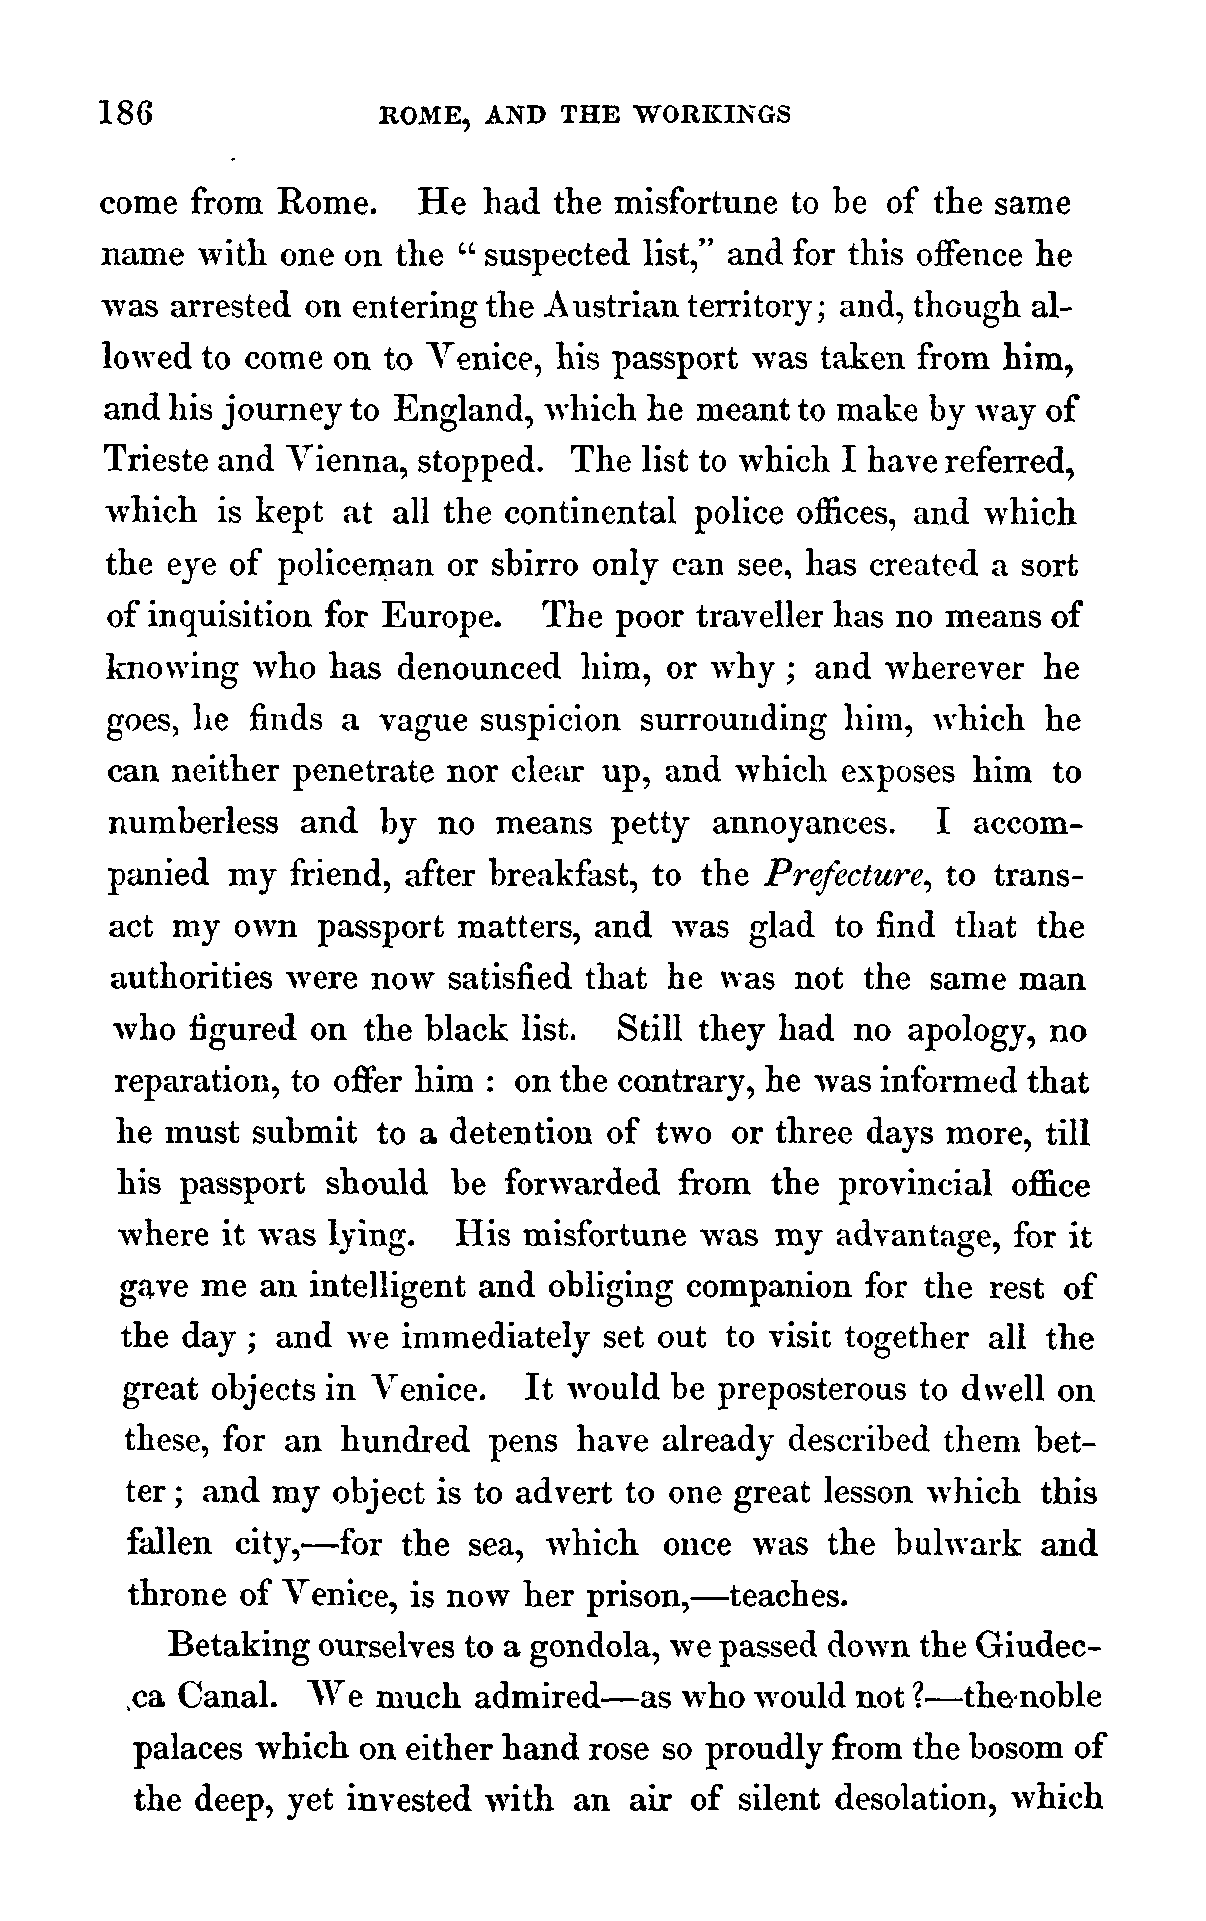 186 ROME, AND THE WORKINGS
come from Rome. He had the misfortune to be of the same
name with one on the “ suspected list,” and for this offence he
was arrested on entering the Austrian territory; and, though al-
lowed to come on to Venice, his passport was taken from him,
and his journey to England, which he meant to make by way of
Trieste and Vienna, stopped. The list to which I have referred,
which is kept at all the continental police offices, and which
the eye of policeman or sbirro only can see, has created a sort
of inquisition for Europe. The poor traveller has no means of
knowing who has denounced him, or why ; and wherever he
goes, he finds a vague suspicion surrounding him, which he
can neither penetrate nor clear up, and which exposes him to
numberless and by no means petty annoyances. I accom-
panied my friend, after breakfast, to the Prefecture, to trans-
act my own passport matters, and was glad to find that the
authorities were now satisfied that he was not the same man
who figured on the black list. Still they had no apology, no
reparation, to offer him : on the contrary, he was informed that
he must submit to a detention of two or three days more, till
his passport should be forwarded from the provincial office
where it was lying. His misfortune was my advantage, for it
gave me an intelligent and obliging companion for the rest of
the day ; and we immediately set out to visit together all the
great objects in Venice. It would be preposterous to dwell on
these, for an hundred pens have already described them bet-
ter ; and my object is to advert to one great lesson which this
fallen city,—for the sea, which once was the bulwark and
throne of Venice, is now her prison,—teaches.
Betaking ourselves to a gondola, we passed down the Giudec-
ca Canal. We much admired—as who would not ?—the noble
palaces which on either hand rose so proudly from the bosom of
the deep, yet invested with an air of silent desolation, which